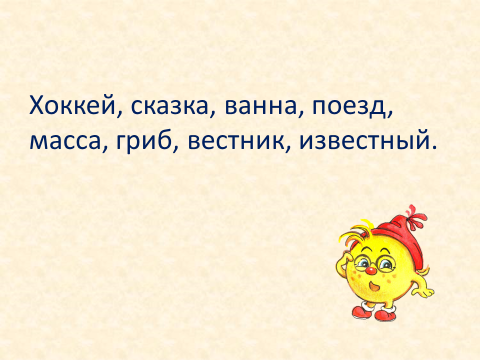 Хоккей, сказка, ванна, поезд,
масса, гриб, вестник, известный.